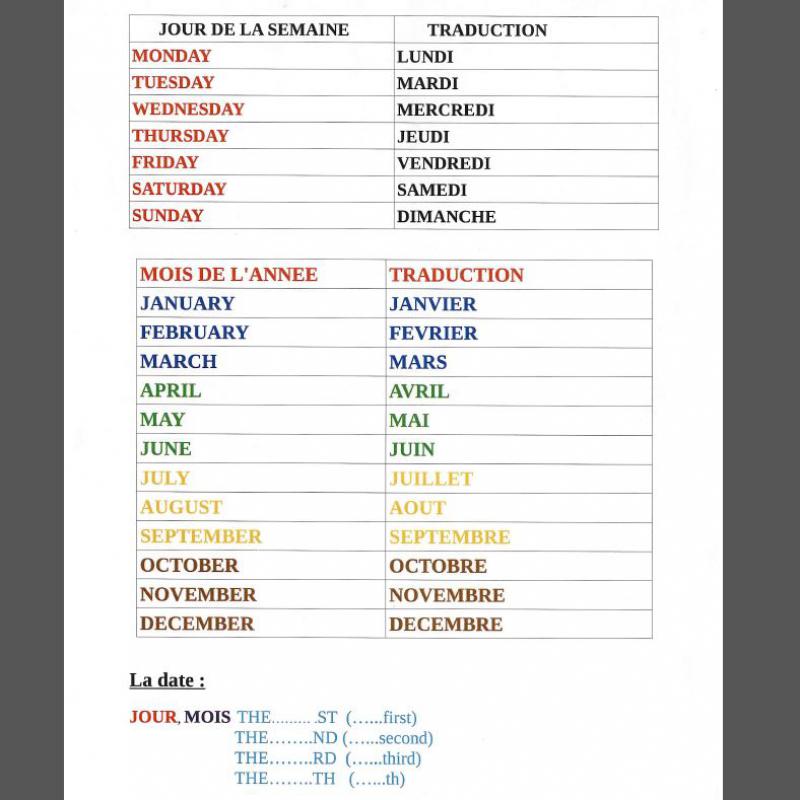 JOUR DE LA SEMAINE TRADUCTION
MONDAY LUNDI
TUESDAY MARDI
WEDNESDAY MERCREDI
THURSDAY JEUDI
FRIDAY VENDREDI
SATURDAY SAMEDI
SUNDAY DIMANCHE
MOIS DE L'ANNEE TRADUCTION
JANUARY JANVIER
FEBRUARY FEVRIER
MARCH MARS
APRIL AVRIL
MAY MAI
JUNE JUIN
JULY JUILLET
AUGUST AOUT
SEPTEMBER SEPTEMBRE
OCTOBER OCTOBRE
NOVEMBER NOVEMBRE
DECEMBER DECEMBRE
La date :
JOUR, MOIS THE......... .ST (…...first)
THE……..ND (…...second)
THE……..RD (…...third)
THE……..TH (…...th)